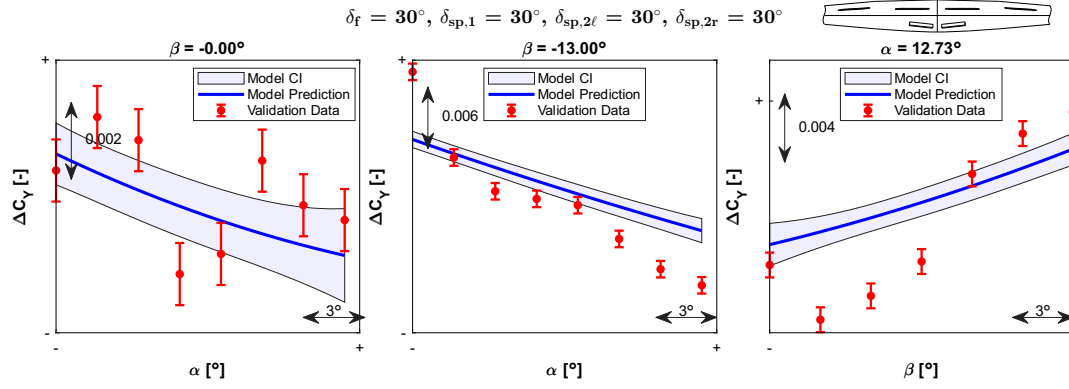 δf = 30°, δsp,1 = 30°, δsp,2ℓ = 30°, δsp,2r = 30°
β = -0.00°
+
Model CI
Model Prediction
Validation Data
0.002
ΔCY [-]
3°
-
-
+
α [°]
β = -13.00°
+
Model CI
Model Prediction
Validation Data
0.006
ΔCY [-]
3°
-
-
+
α [°]
α = 12.73°
+
Model CI
Model Prediction
Validation Data
0.004
ΔCY [-]
3°
-
-
+
β [°]